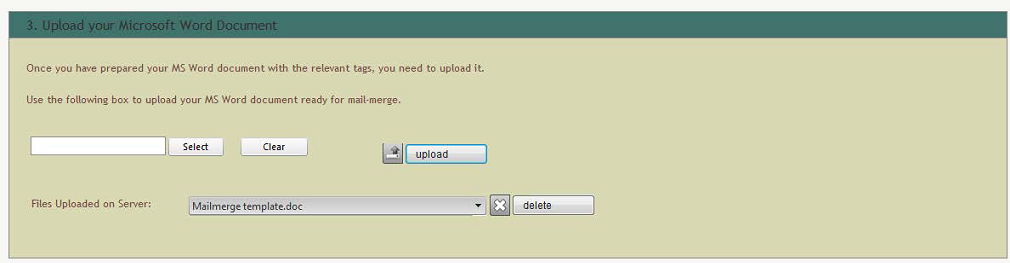 3. Upload your Microsoft Word Document
Once you have prepared your MS Word document with the relevant tags, you need to upload it.
Use the following box to upload your MS Word document ready for mail-merge.
Select Clear upload
Files Uploaded on Server: Mailmerge template.doc delete